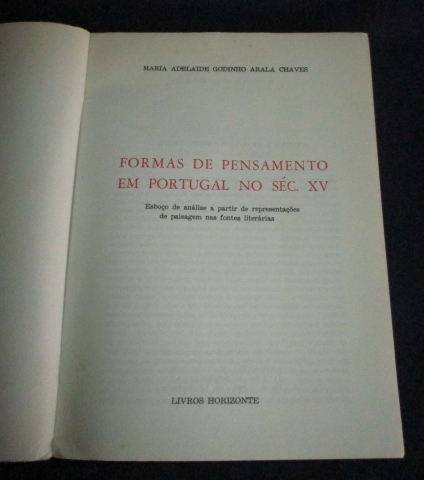 MARIA ADELAIDE GODINHO ARALA CHAVES
FORMAS DE PENSAMENTO
EM PORTUGAL NO SÉC. XV
Esboço de análise a partir de representações
de paisagem nas fontes literárias
LIVROS HORIZONTE